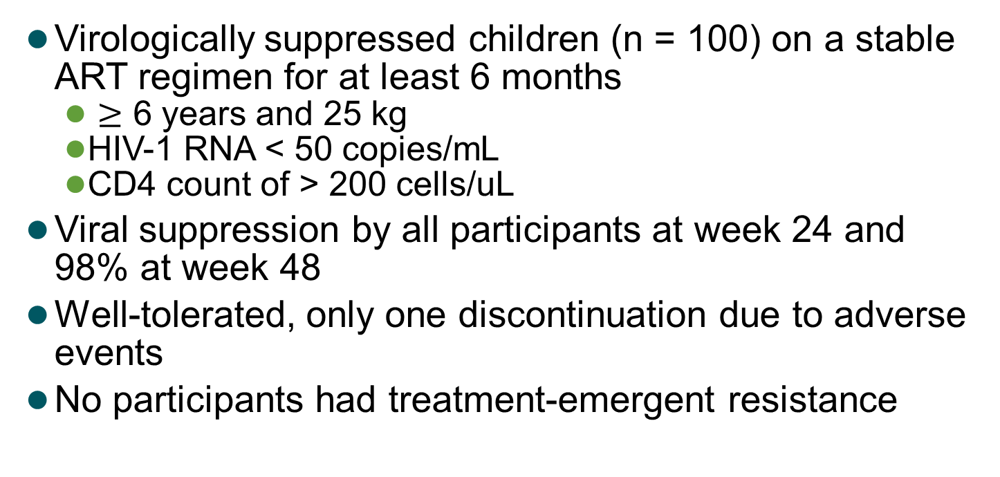 ● Virologically suppressed children (n = 100) on a stable
ART regimen for at least 6 months
● ≥ 6 years and 25 kg
● HIV-1 RNA < 50 copies/mL
● CD4 count of > 200 cells/uL
● Viral suppression by all participants at week 24 and
98% at week 48
● Well-tolerated, only one discontinuation due to adverse
events
● No participants had treatment-emergent resistance